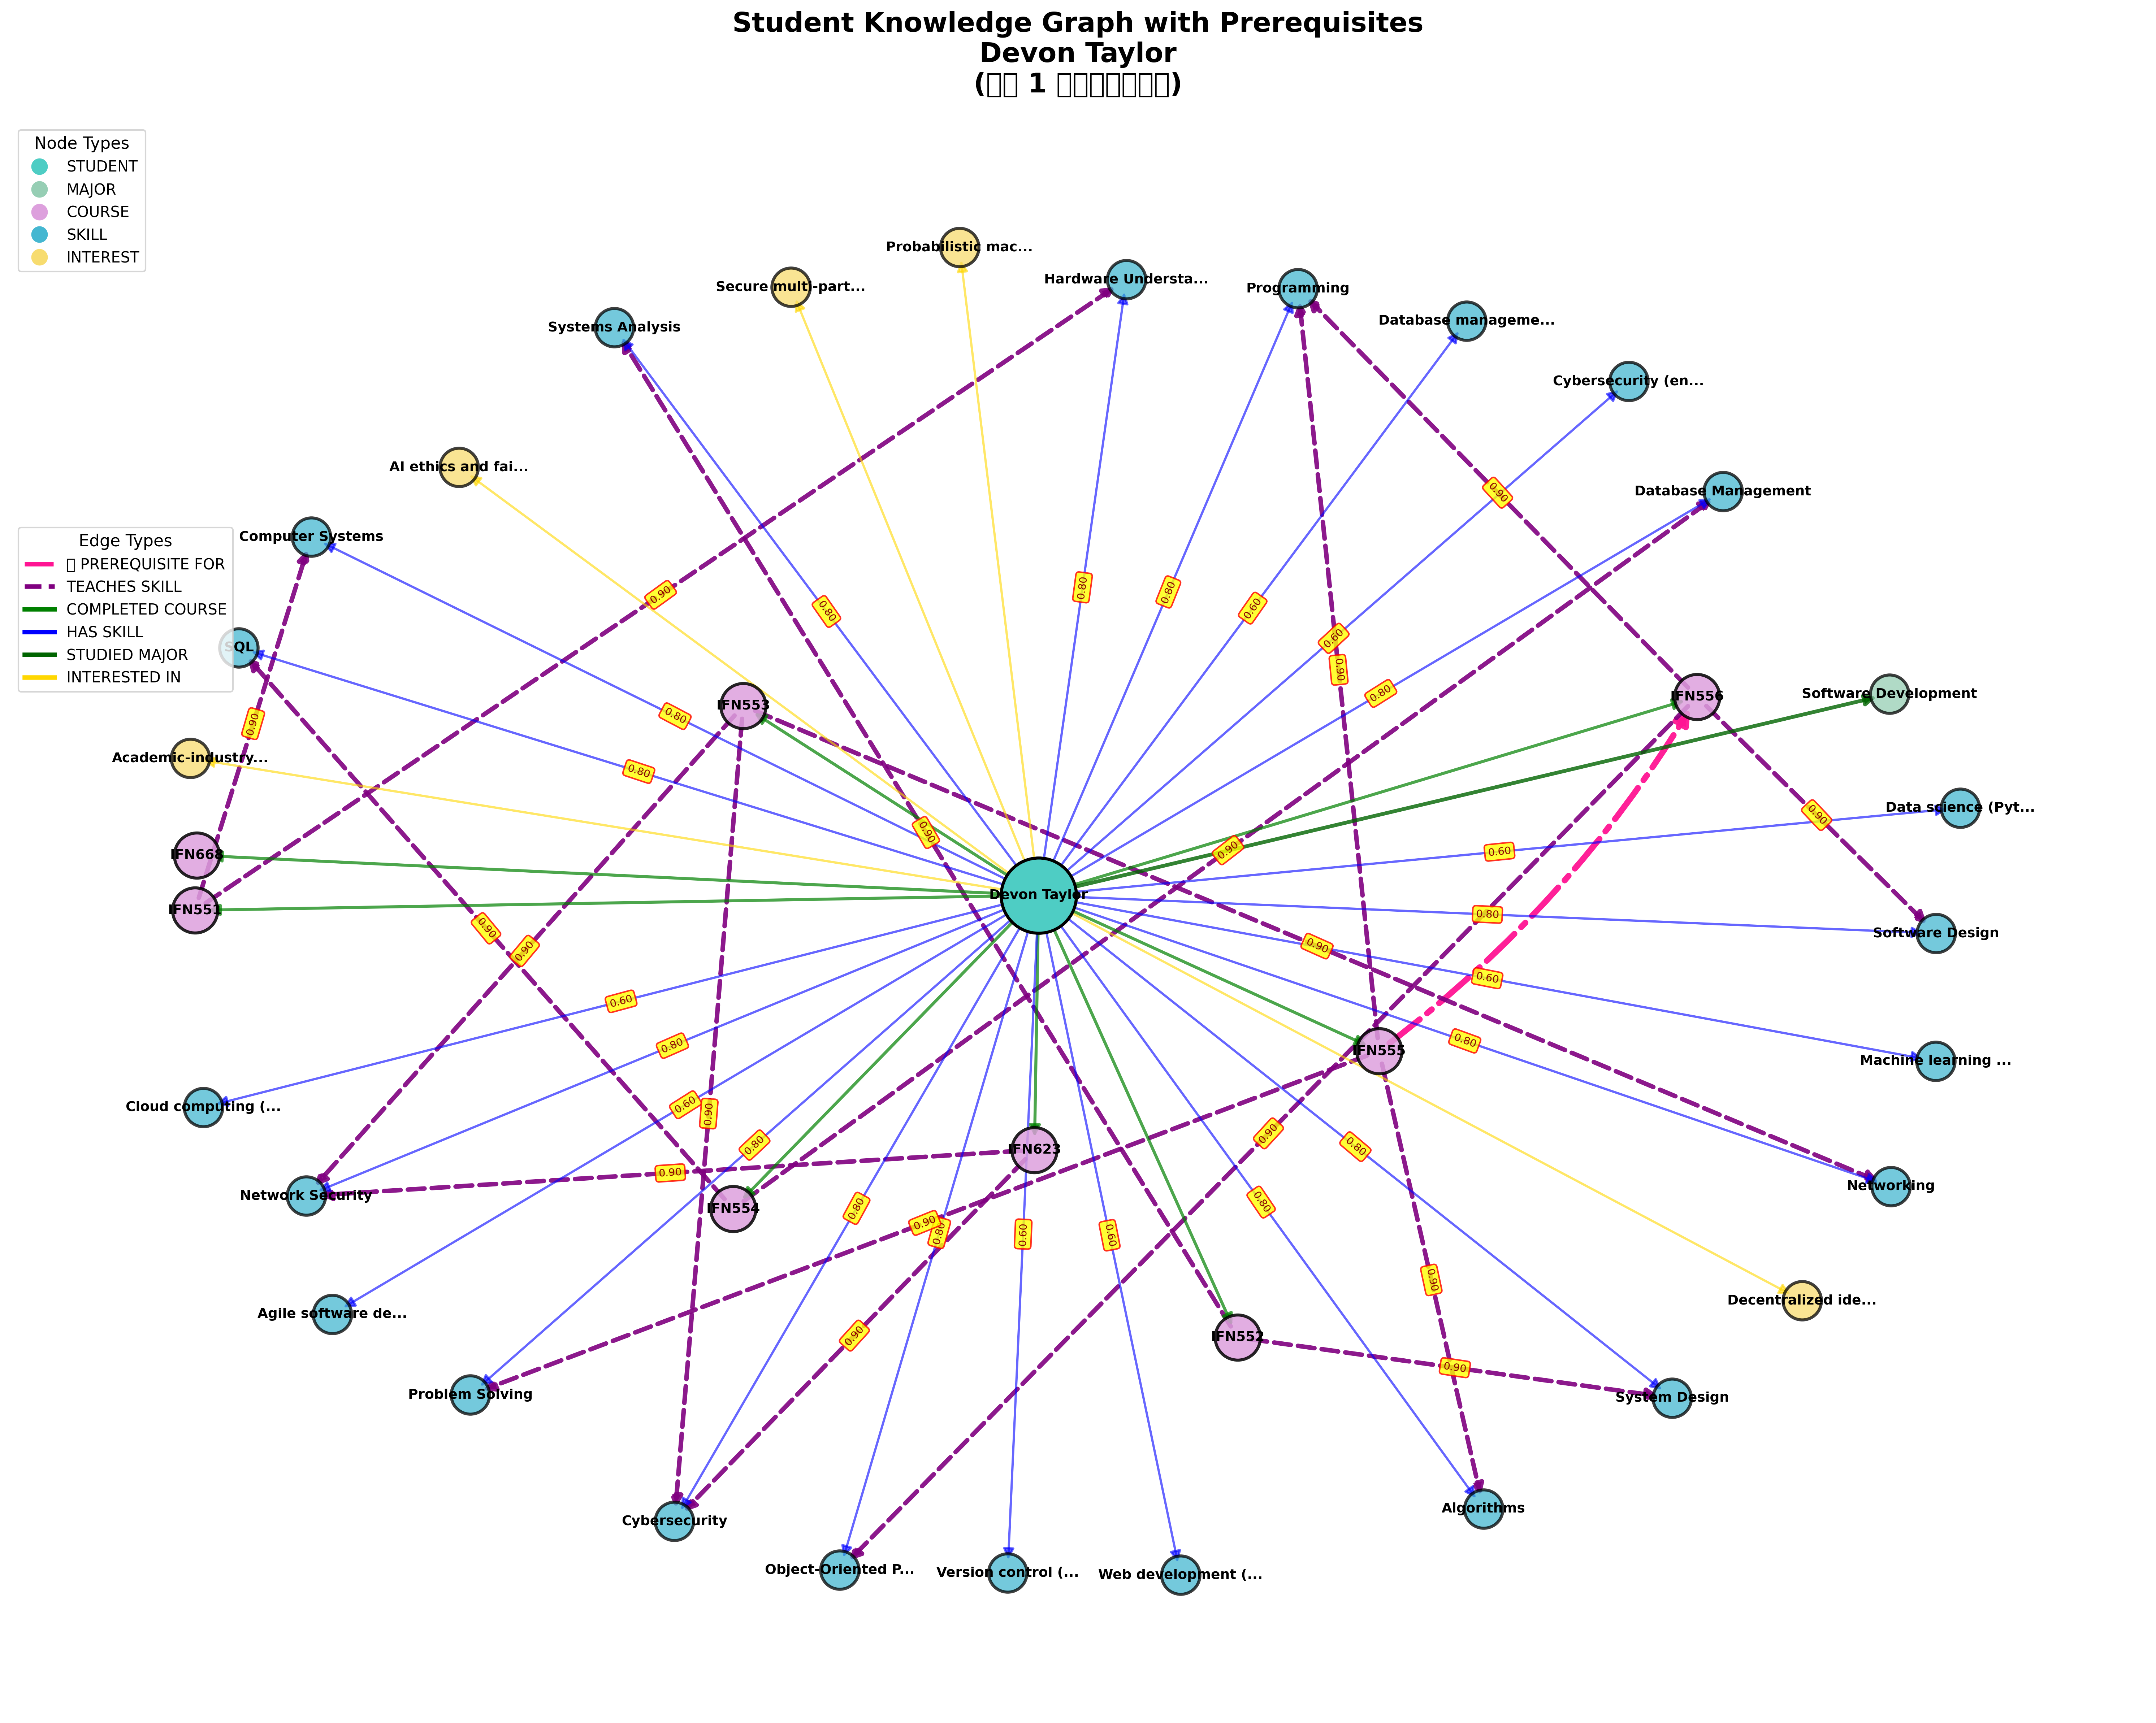 Student Knowledge Graph with Prerequisites
Devon Taylor
Node Types
STUDENT
MAJOR
COURSE
SKILL
INTEREST
Probabilistic mac...
Secure multi-part...
Hardware Understa...
Programming
Systems Analysis
Database manageme...
Cybersecurity (en...
AI ethics and fai...
Database Management
Computer Systems
Edge Types
PREREQUISITE FOR
TEACHES SKILL
COMPLETED COURSE
HAS SKILL
STUDIED MAJOR
INTERESTED IN
SQL
0.90
0.90
0.80
0.80
0.80
0.60
0.60
0.90
0.80
0.90
0.80
0.80
0.90
IFN553
IFN556
Software Development
Academic-industry...
Data science (Pyt...
0.90
0.90
0.90
0.60
IFN668
IFN551
Devon Taylor
0.80
Software Design
0.90
0.90
0.90
0.60
0.60
0.80
0.80
Machine learning ...
IFN555
Cloud computing (...
0.60
0.90
0.80
0.90
0.80
IFN623
0.90
Network Security
Networking
IFN554
0.80
0.80
0.90
0.80
0.60
0.60
0.90
Decentralized ide...
Agile software de...
0.90
IFN552
0.90
Problem Solving
System Design
Cybersecurity
Algorithms
Object-Oriented P...
Version control (...
Web development (...